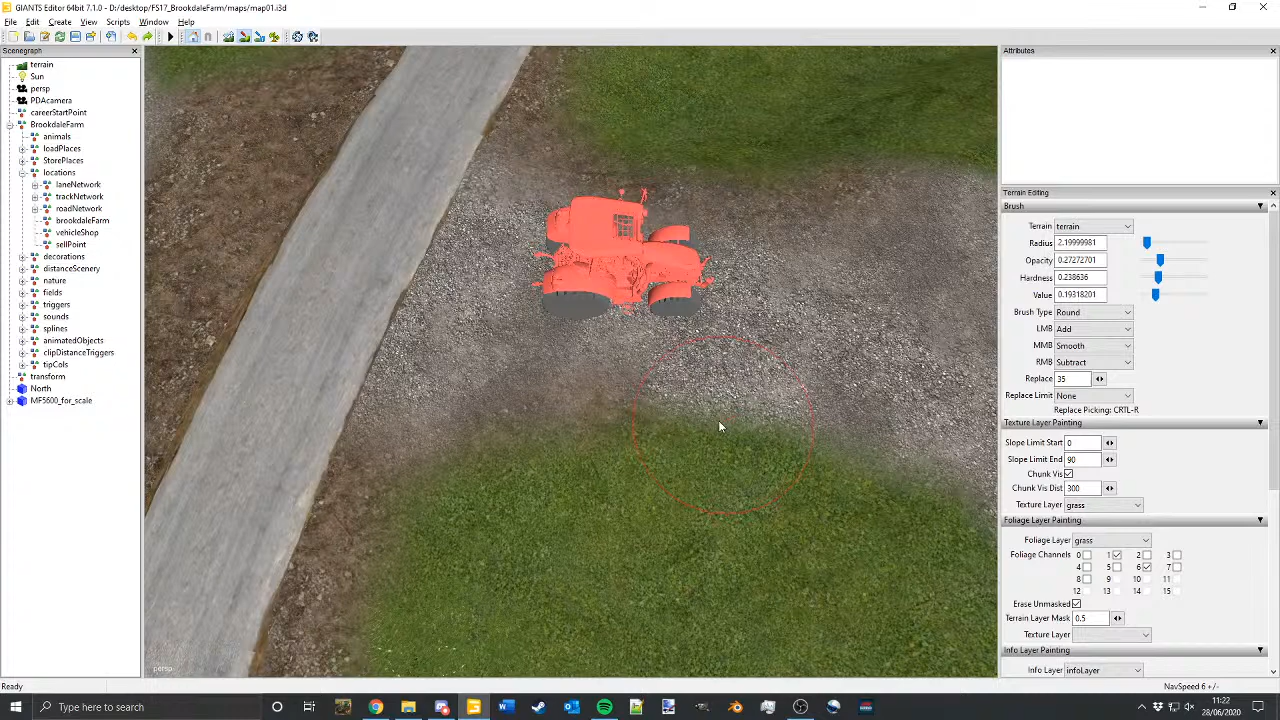 GIANTS Editor 64bit 7.1.0 - D:/desktop/FS17_BrookdaleFarm/maps/map01.i3d
File Edit Create View Scripts Window Help
Scenegraph
terrain
Sun
persp
PDAcamera
careerStartPoint
BrookdaleFarm
animals
loadPlaces
StorePlaces
locations
laneNetwork
trackNetwork
roadNetwork
brookdaleFarm
vehicleShop
sellPoint
decorations
distanceScenery
nature
fields
triggers
sounds
splines
animatedObjects
clipDistanceTriggers
tipCols
transform
North
MF5600_for_scale
persp
Attributes
Terrain Editing
Brush
Terrain terrain
Radius 2.19999981
Opacity 0.27272701
Hardness 0.238636
Value 0.19318201
Brush Type Round
LMB Add
MMB Smooth
RMB Subtract
Replace 35
Replace Limit None
Replace Picking: CRTL-R
Texture Layer Painting
Slope Limit Start 0
Slope Limit End 90
Chunk Vis
Chunk Vis Dist 300
Texture Layer grass
Foliage Layer Painting
Foliage Layer grass
Foliage Channels 0 1 2 3
4 5 6 7
8 9 10 11
12 13 14 15
Erase Unmasked
Terrain Layer Mask 0.5
Texture Layer
Info Layer Painting
Info Layer infoLayer
Ready
NavSpeed 6 +/-
Type here to search
11:22
28/06/2020